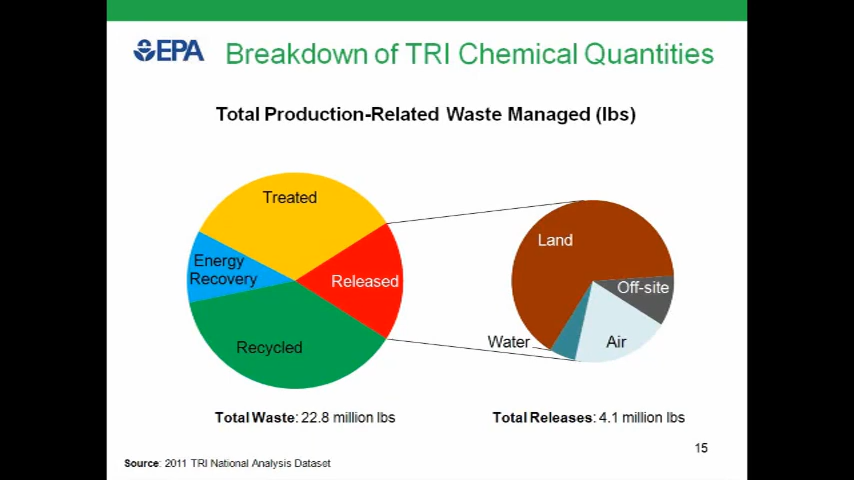 EPA Breakdown of TRI Chemical Quantities
Total Production-Related Waste Managed (lbs)
Treated
Energy
Recovery
Released
Recycled
Land
Off-site
Water
Air
Total Waste: 22.8 million lbs
Total Releases: 4.1 million lbs
15
Source: 2011 TRI National Analysis Dataset